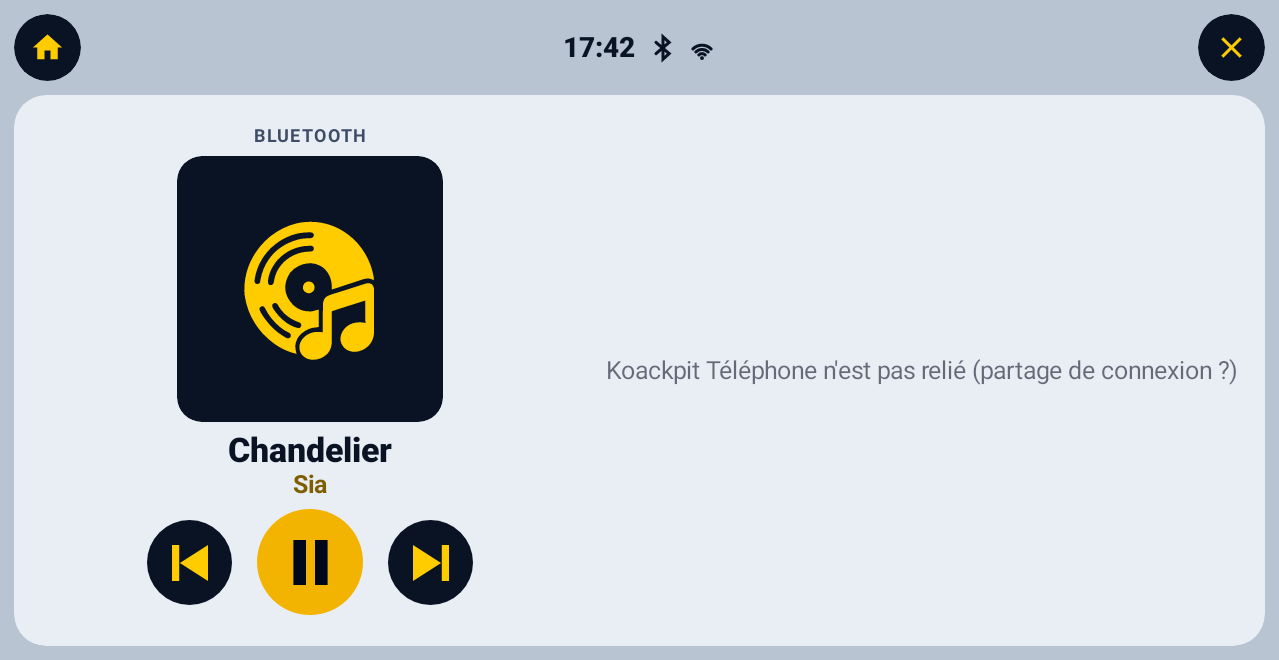 17:42
BLUETOOTH
Chandelier
Sia
Koackpit Téléphone n'est pas relié (partage de connexion ?)